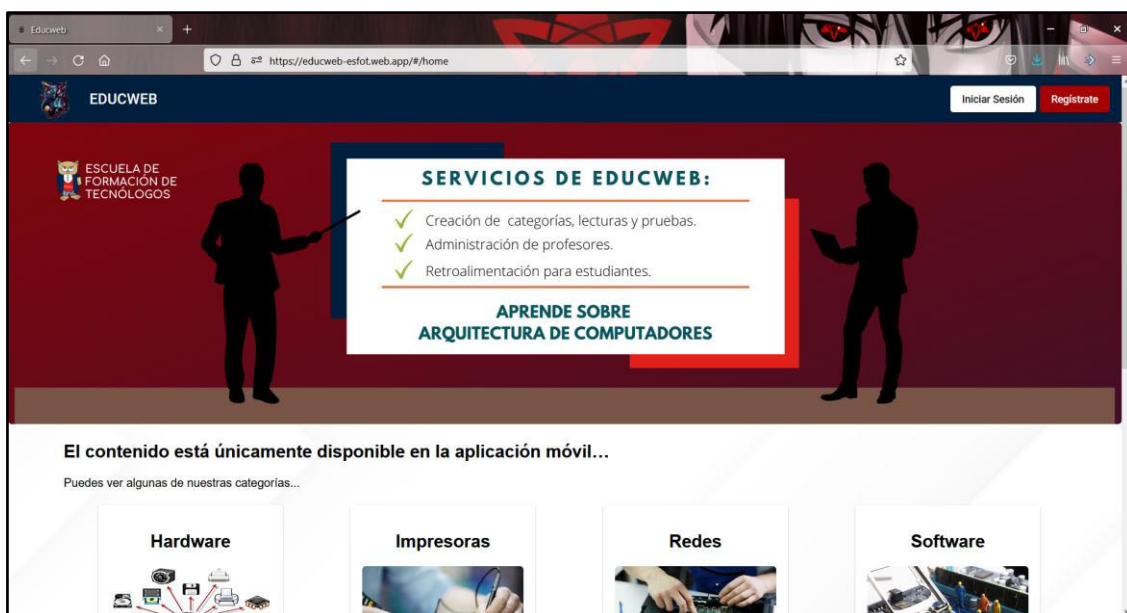 Educweb
https://educweb-esfot.web.app/#/home
EDUCWEB
Iniciar Sesión
Regístrate
ESCUELA DE
FORMACIÓN DE
TECNÓLOGOS
SERVICIOS DE EDUCWEB:
Creación de categorías, lecturas y pruebas.
Administración de profesores.
Retroalimentación para estudiantes.
APRENDE SOBRE
ARQUITECTURA DE COMPUTADORES
El contenido está únicamente disponible en la aplicación móvil...
Puedes ver algunas de nuestras categorías...
Hardware
Impresoras
Redes
Software